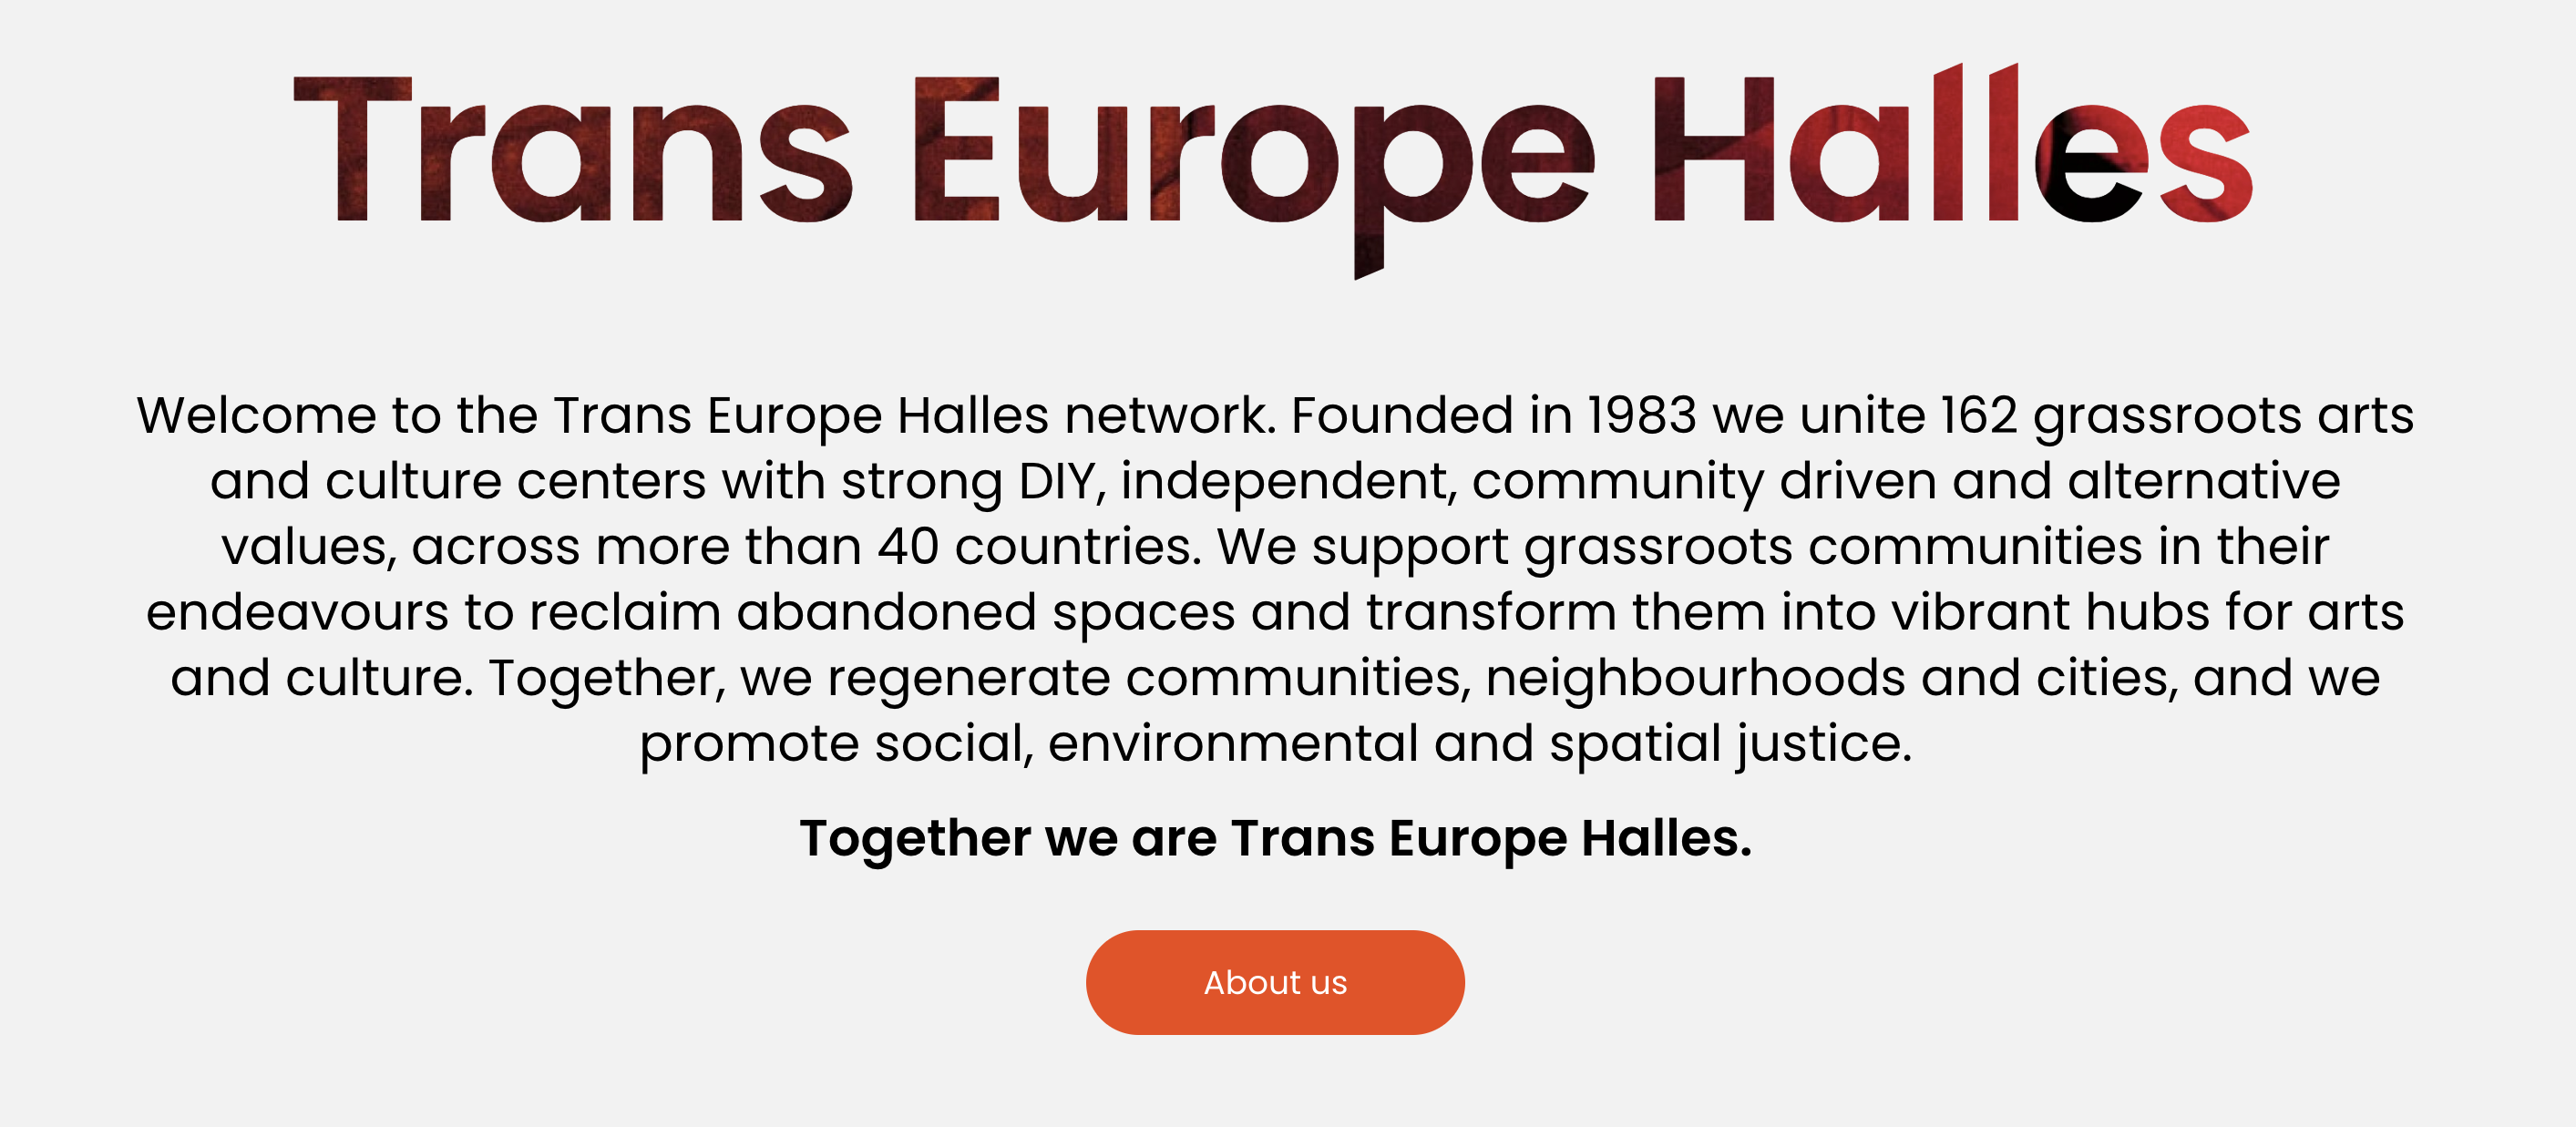 Trans Europe Halles
Welcome to the Trans Europe Halles network. Founded in 1983 we unite 162 grassroots arts
and culture centers with strong DIY, independent, community driven and alternative
values, across more than 40 countries. We support grassroots communities in their
endeavours to reclaim abandoned spaces and transform them into vibrant hubs for arts
and culture. Together, we regenerate communities, neighbourhoods and cities, and we
promote social, environmental and spatial justice.
Together we are Trans Europe Halles.
About us